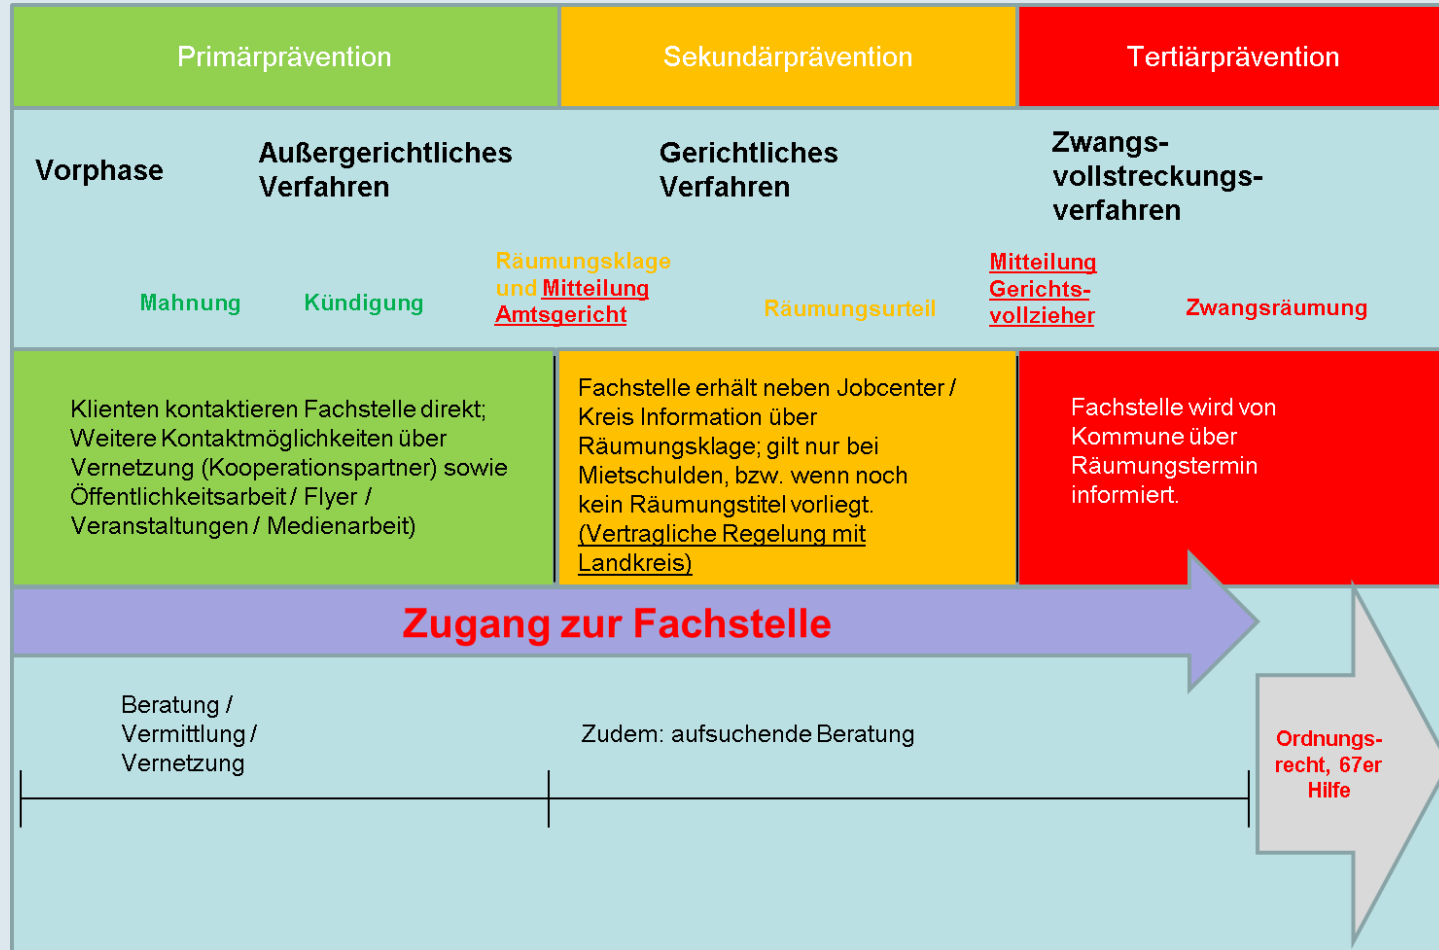 Primärprävention
Sekundärprävention
Tertiärprävention
Vorphase
Außergerichtliches
Verfahren
Gerichtliches
Verfahren
Zwangs-
vollstreckungs-
verfahren
Mahnung
Kündigung
Räumungsklage
und Mitteilung
Amtsgericht
Räumungsurteil
Mitteilung
Gerichts-
vollzieher
Zwangsräumung
Klienten kontaktieren Fachstelle direkt;
Weitere Kontaktmöglichkeiten über
Vernetzung (Kooperationspartner) sowie
Öffentlichkeitsarbeit / Flyer /
Veranstaltungen / Medienarbeit)
Fachstelle erhält neben Jobcenter /
Kreis Information über
Räumungsklage; gilt nur bei
Mietschulden, bzw. wenn noch
kein Räumungstitel vorliegt.
(Vertragliche Regelung mit
Landkreis)
Fachstelle wird von
Kommune über
Räumungstermin
informiert.
Zugang zur Fachstelle
Beratung /
Vermittlung /
Vernetzung
Zudem: aufsuchende Beratung
Ordnungs-
recht, 67er
Hilfe